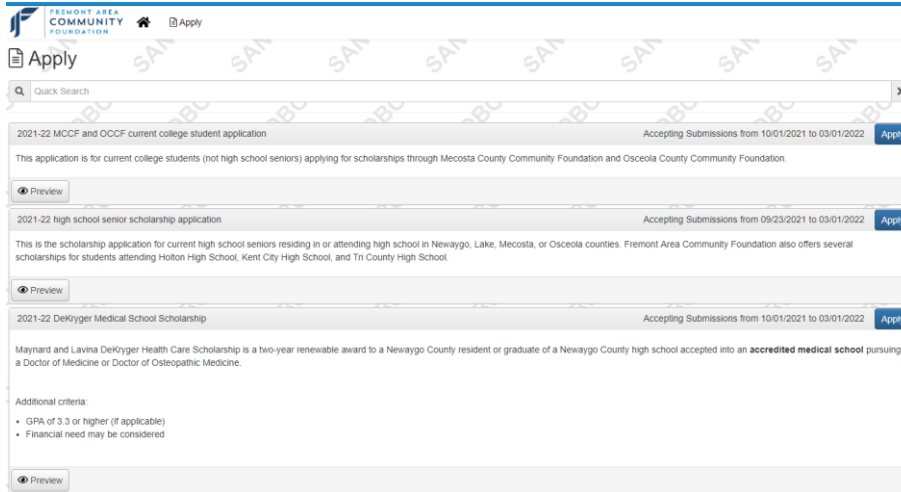 FREMONT AREA
COMMUNITY
FOUNDATION
Apply
Apply
Quick Search
2021-22 MCCF and OCCF current college student application
Accepting Submissions from 10/01/2021 to 03/01/2022
This application is for current college students (not high school seniors) applying for scholarships through Mecosta County Community Foundation and Osceola County Community Foundation.
Preview
2021-22 high school senior scholarship application
Accepting Submissions from 09/23/2021 to 03/01/2022
This is the scholarship application for current high school seniors residing in or attending high school in Newaygo, Lake, Mecosta, or Osceola counties. Fremont Area Community Foundation also offers several
scholarships for students attending Holton High School, Kent City High School, and Tri County High School.
Preview
2021-22 DeKryger Medical School Scholarship
Accepting Submissions from 10/01/2021 to 03/01/2022
Maynard and Lavina DeKryger Health Care Scholarship is a two-year renewable award to a Newaygo County resident or graduate of a Newaygo County high school accepted into an accredited medical school pursuing
a Doctor of Medicine or Doctor of Osteopathic Medicine.
Additional criteria:
• GPA of 3.3 or higher (if applicable)
• Financial need may be considered
Preview